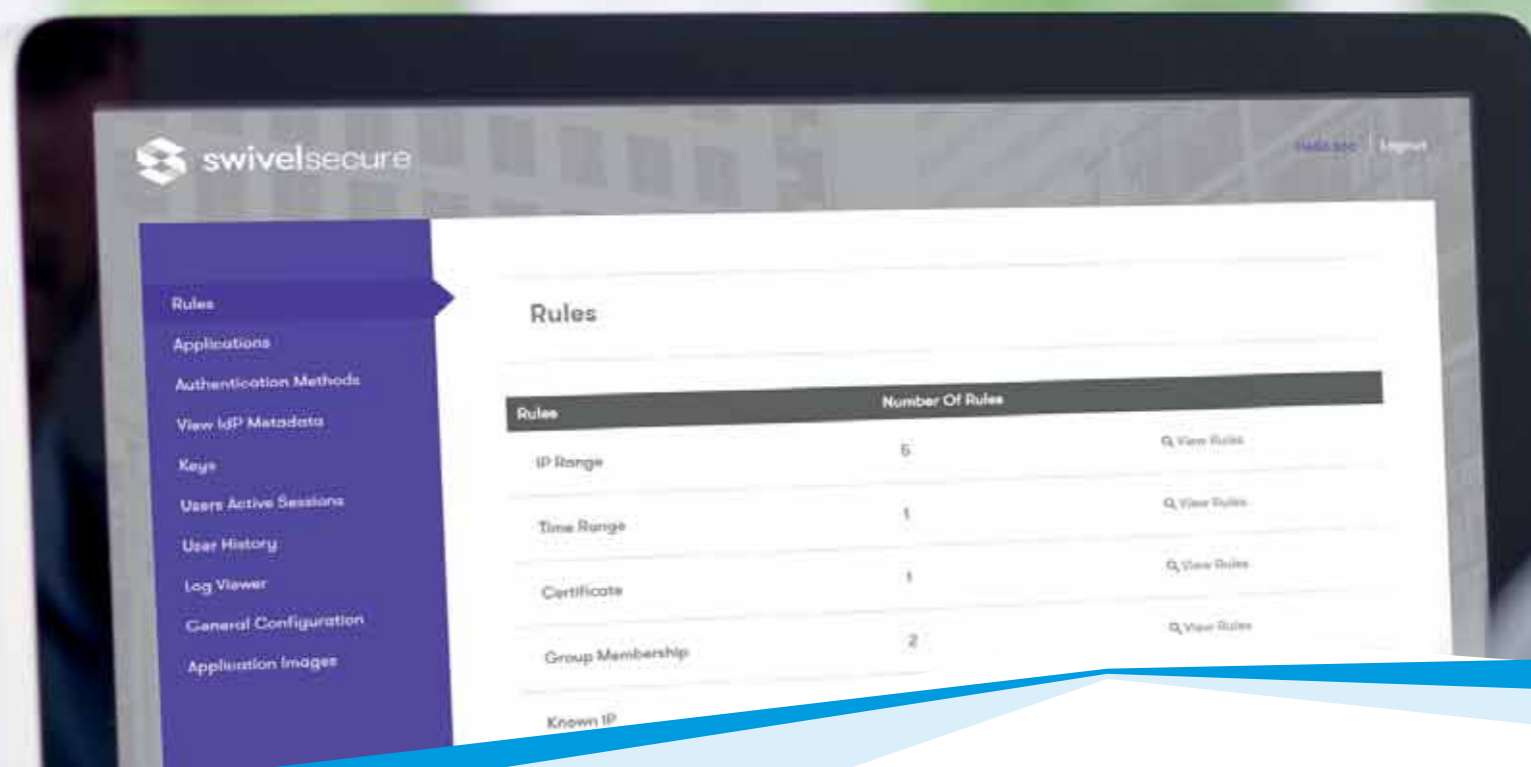 swivelsecure
Logout
Rules
Applications
Authentication Methods
View IdP Metadata
Keys
Users Active Sessions
User History
Log Viewer
General Configuration
Application Images
Rules
Rules Number Of Rules
IP Range 5 View Rules
Time Range 1 View Rules
Certificate 1 View Rules
Group Membership 2 View Rules
Known IP